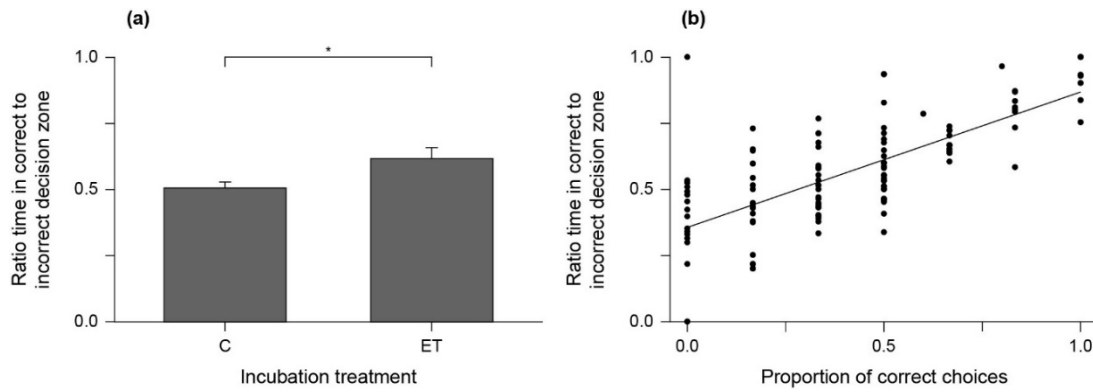 (a)
*
1.0
0.5
0.0
Ratio time in correct to
incorrect decision zone
C
ET
Incubation treatment
(b)
1.0
0.5
0.0
Ratio time in correct to
incorrect decision zone
0.0
0.5
1.0
Proportion of correct choices